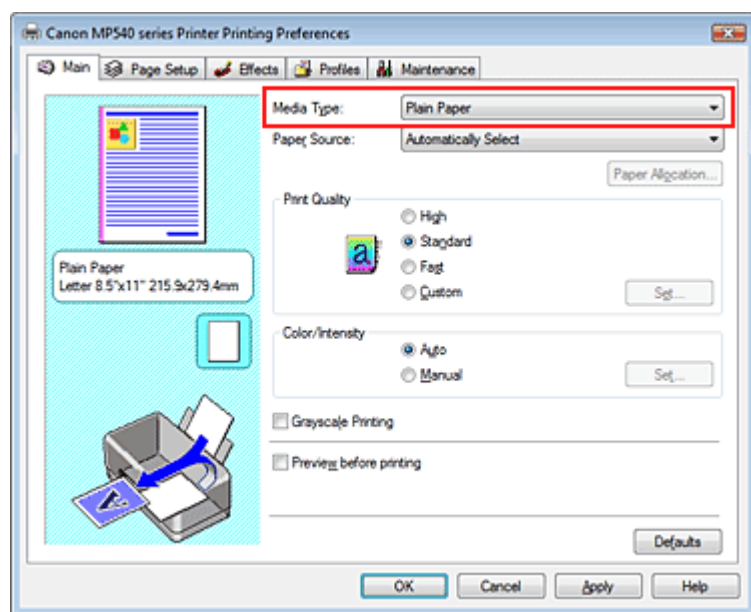 Canon MP540 series Printer Printing Preferences
Main Page Setup Effects Profiles Maintenance
Media Type: Plain Paper
Paper Source: Automatically Select
Paper Allocation...
Print Quality
High
Standard
Fast
Custom Set...
Plain Paper
Letter 8.5"x11" 215.9x279.4mm
Color/Intensity
Auto
Manual Set...
Grayscale Printing
Preview before printing
Defaults
OK Cancel Apply Help